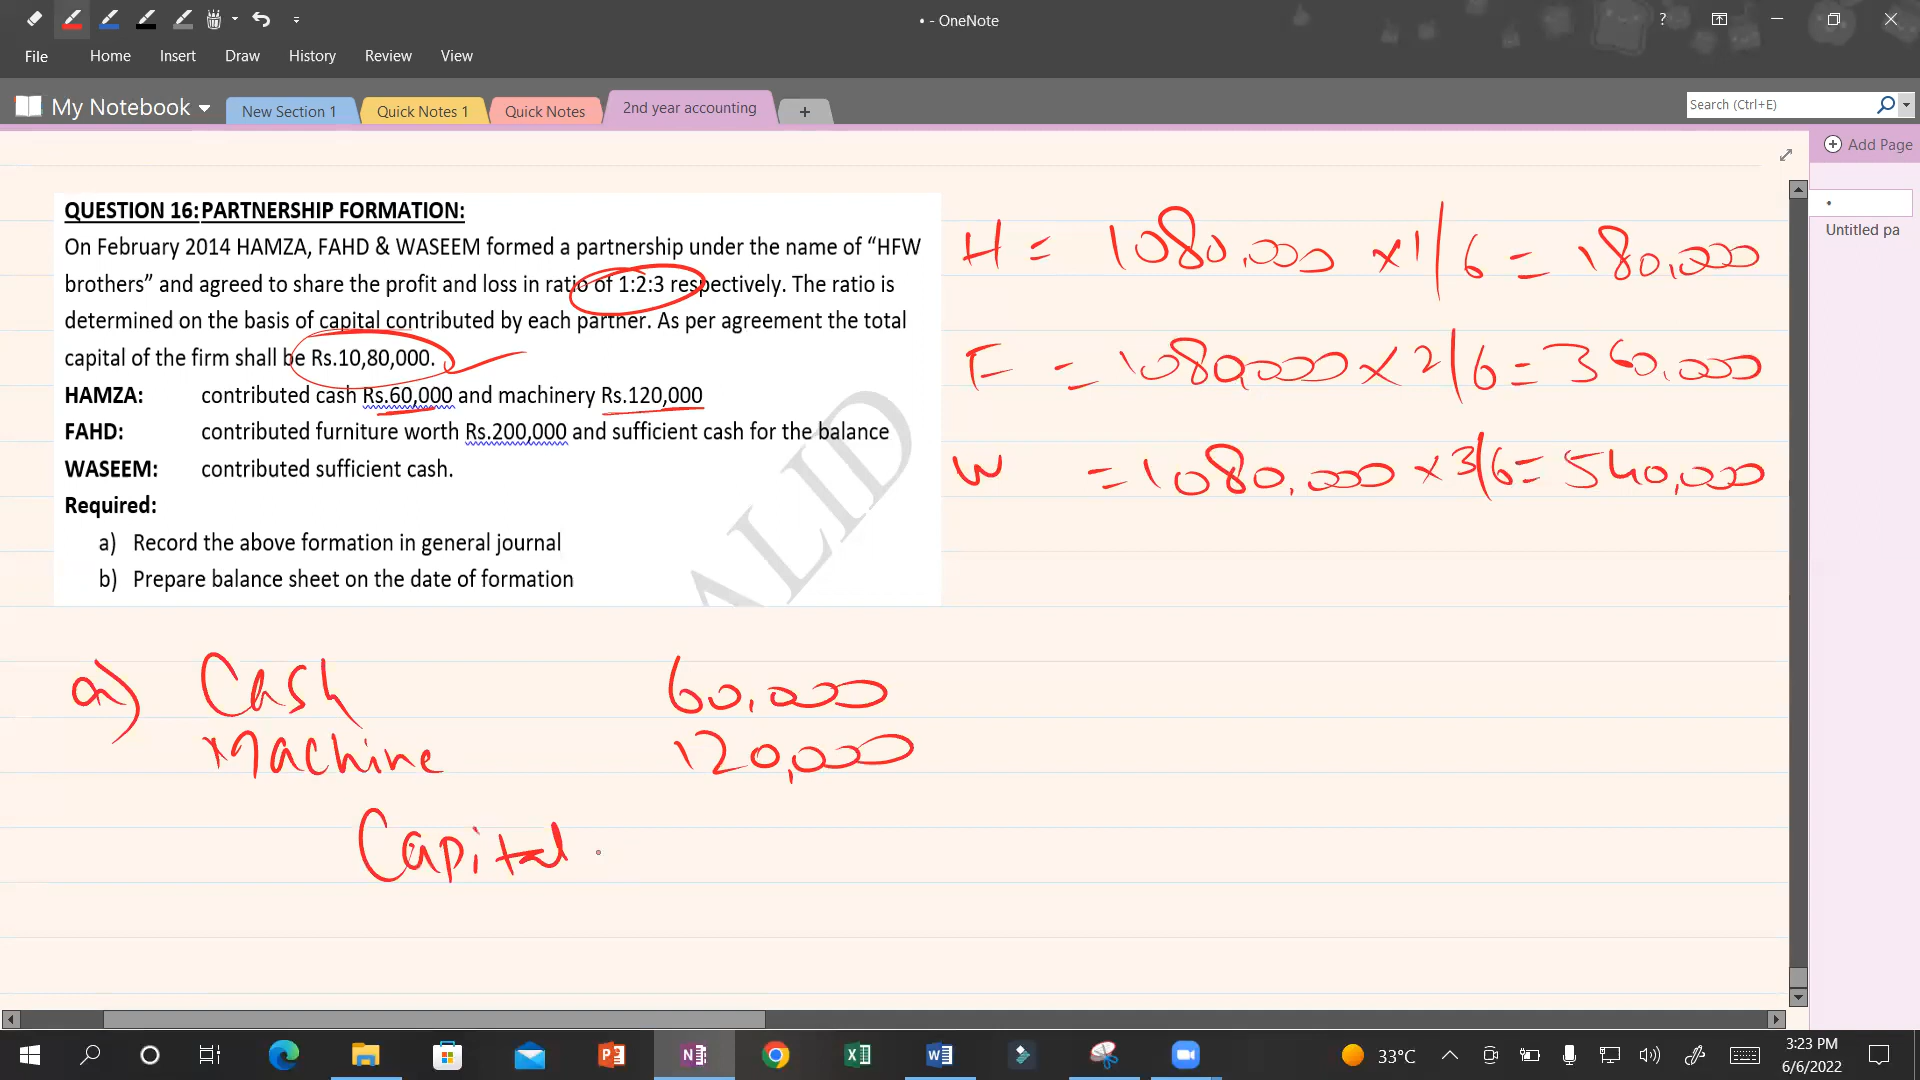 • - OneNote
?
File Home Insert Draw History Review View
My Notebook
New Section 1
Quick Notes 1
Quick Notes
2nd year accounting
Search (Ctrl+E)
Add Page
•
Untitled pa
QUESTION 16: PARTNERSHIP FORMATION:
On February 2014 HAMZA, FAHD & WASEEM formed a partnership under the name of “HFW
brothers” and agreed to share the profit and loss in ratio of 1:2:3 respectively. The ratio is
determined on the basis of capital contributed by each partner. As per agreement the total
capital of the firm shall be Rs.10,80,000.
HAMZA: contributed cash Rs.60,000 and machinery Rs.120,000
FAHD: contributed furniture worth Rs.200,000 and sufficient cash for the balance
WASEEM: contributed sufficient cash.
Required:
a) Record the above formation in general journal
b) Prepare balance sheet on the date of formation
ALID
H = 1080,000 x 1/6 = 180,000
F = 1080,000 x 2/6 = 360,000
W = 1080,000 x 3/6 = 540,000
a) Cash 60,000
Machine 120,000
Capital
33°C
3:23 PM
6/6/2022